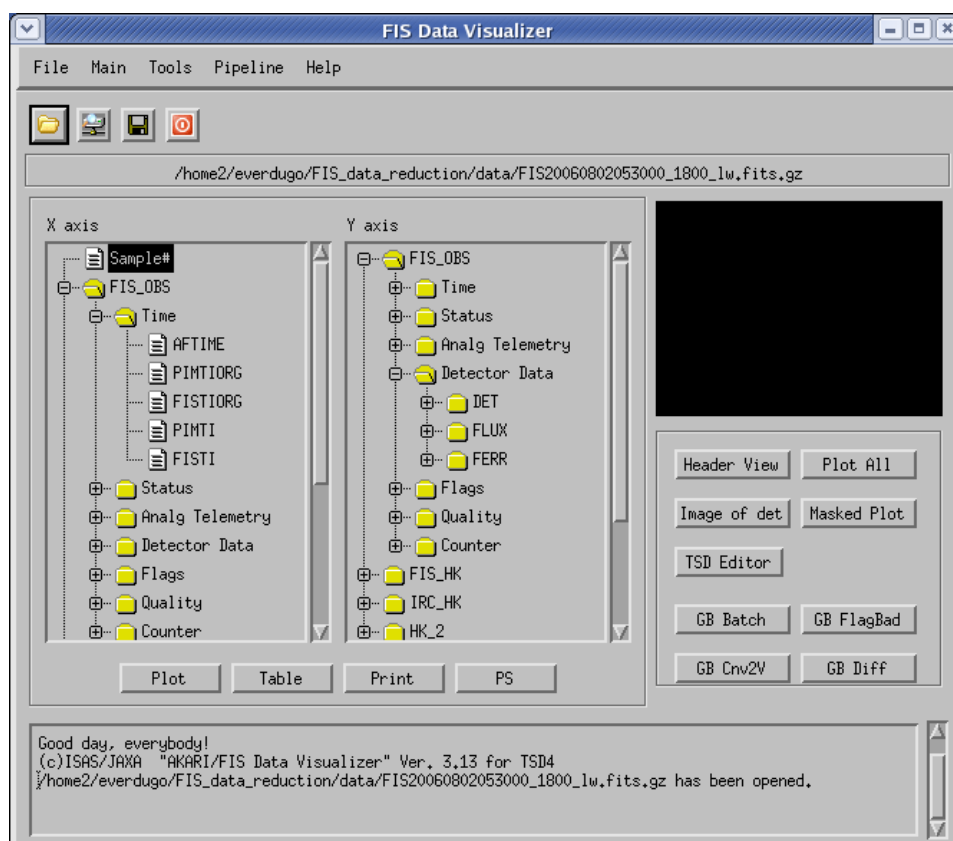 FIS Data Visualizer
File Main Tools Pipeline Help
/home2/everdugo/FIS_data_reduction/data/FIS20060802053000_1800_lw.fits.gz
X axis
Sample#
FIS_OBS
Time
AFTIME
PIMTIORG
FISTIORG
PIMTI
FISTI
Status
Analg Telemetry
Detector Data
Flags
Quality
Counter
Y axis
FIS_OBS
Time
Status
Analg Telemetry
Detector Data
DET
FLUX
FERR
Flags
Quality
Counter
FIS_HK
IRC_HK
HK_2
Plot Table Print PS
Header View Plot All
Image of det Masked Plot
TSD Editor
GB Batch GB FlagBad
GB Cnv2V GB Diff
Good day, everybody!
(c)ISAS/JAXA "AKARI/FIS Data Visualizer" Ver. 3.13 for TSD4
/home2/everdugo/FIS_data_reduction/data/FIS20060802053000_1800_lw.fits.gz has been opened.